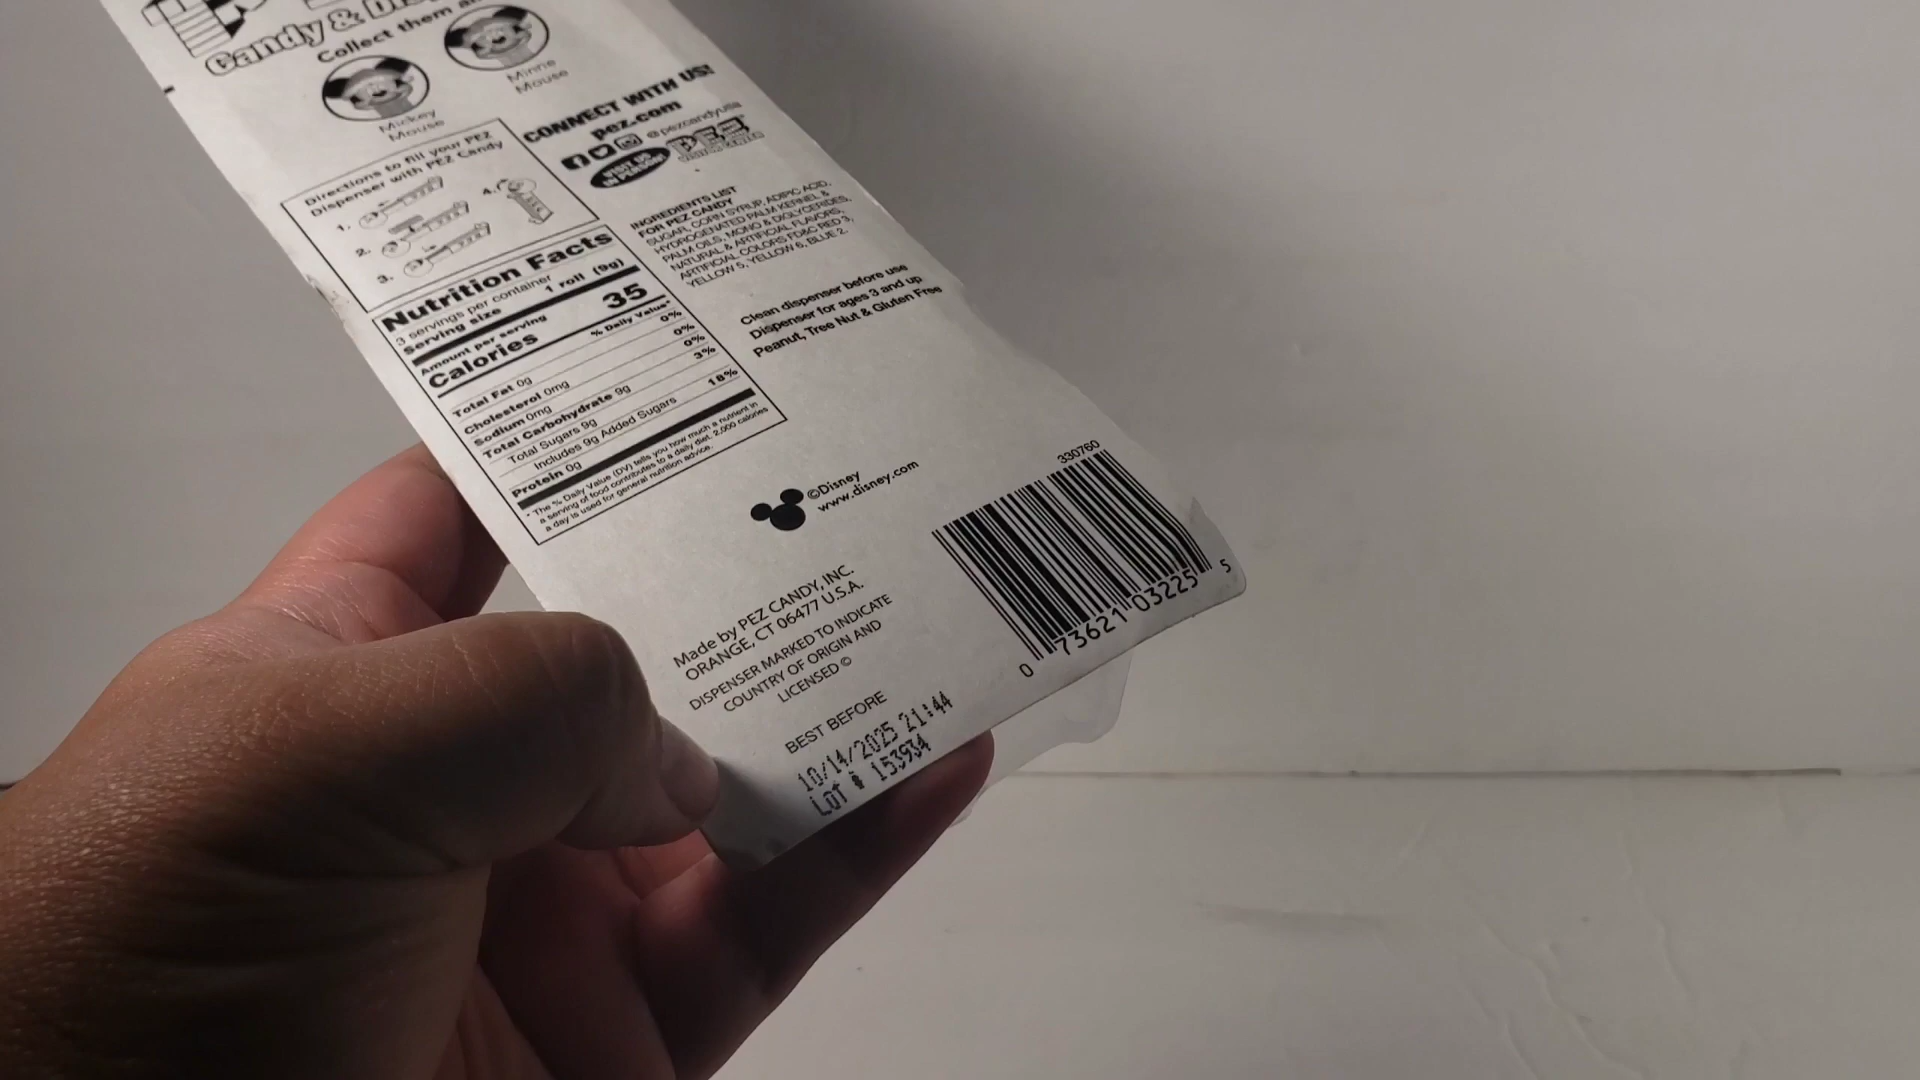 Candy &
Collect them
Mickey
Mouse
Minnie
Mouse
CONNECT WITH US!
pez.com
@pezcandyusa
VISIT US
IN PERSON!
PEZ
Directions to fill your PEZ
Dispenser with PEZ Candy
1.
2.
3.
4.
Nutrition Facts
3 servings per container
Serving size 1 roll (9g)
Amount per serving
Calories 35
% Daily Value*
Total Fat 0g 0%
Cholesterol 0mg 0%
Sodium 0mg 0%
Total Carbohydrate 9g 3%
Total Sugars 9g
Includes 9g Added Sugars 18%
Protein 0g
* The % Daily Value (DV) tells you how much a nutrient in
a serving of food contributes to a daily diet. 2,000 calories
a day is used for general nutrition advice.
INGREDIENTS LIST
FOR PEZ CANDY
SUGAR, CORN SYRUP, ADIPIC ACID,
HYDROGENATED PALM KERNEL &
PALM OILS, MONO & DIGLYCERIDES,
NATURAL & ARTIFICIAL FLAVORS,
ARTIFICIAL COLORS FD&C RED 3,
YELLOW 5, YELLOW 6, BLUE 2.
Clean dispenser before use
Dispenser for ages 3 and up
Peanut, Tree Nut & Gluten Free
©Disney
www.disney.com
330760
0 73621 03225 5
Made by PEZ CANDY, INC.
ORANGE, CT 06477 U.S.A.
DISPENSER MARKED TO INDICATE
COUNTRY OF ORIGIN AND
LICENSED ©
BEST BEFORE
10/14/2025 21:44
LOT # 153934